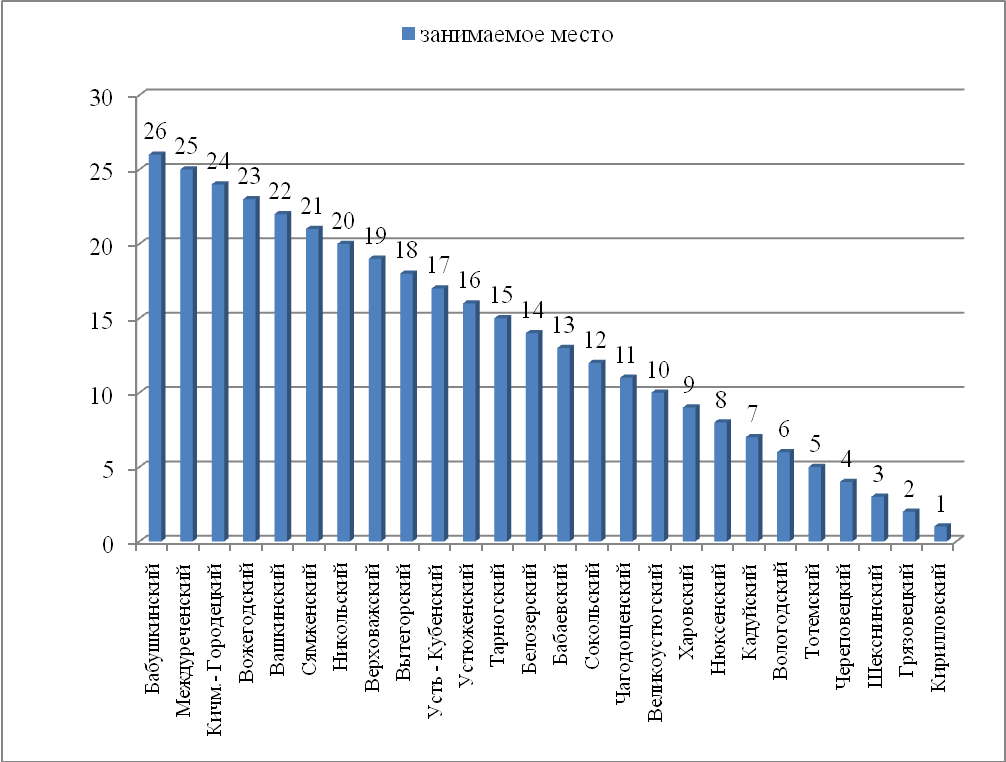 занимаемое место
30
25
20
15
10
5
0
26
25
24
23
22
21
20
19
18
17
16
15
14
13
12
11
10
9
8
7
6
5
4
3
2
1
Бабушкинский
Междуреченский
Кичм.- Городецкий
Вожегодский
Вашкинский
Сямженский
Никольский
Верховажский
Вытегорский
Усть - Кубенский
Устюженский
Тарногский
Белозерский
Бабаевский
Сокольский
Чагодощенский
Великоустюгский
Харовский
Нюксенский
Кадуйский
Вологодский
Тотемский
Череповецкий
Шекснинский
Грязовецкий
Кирилловский